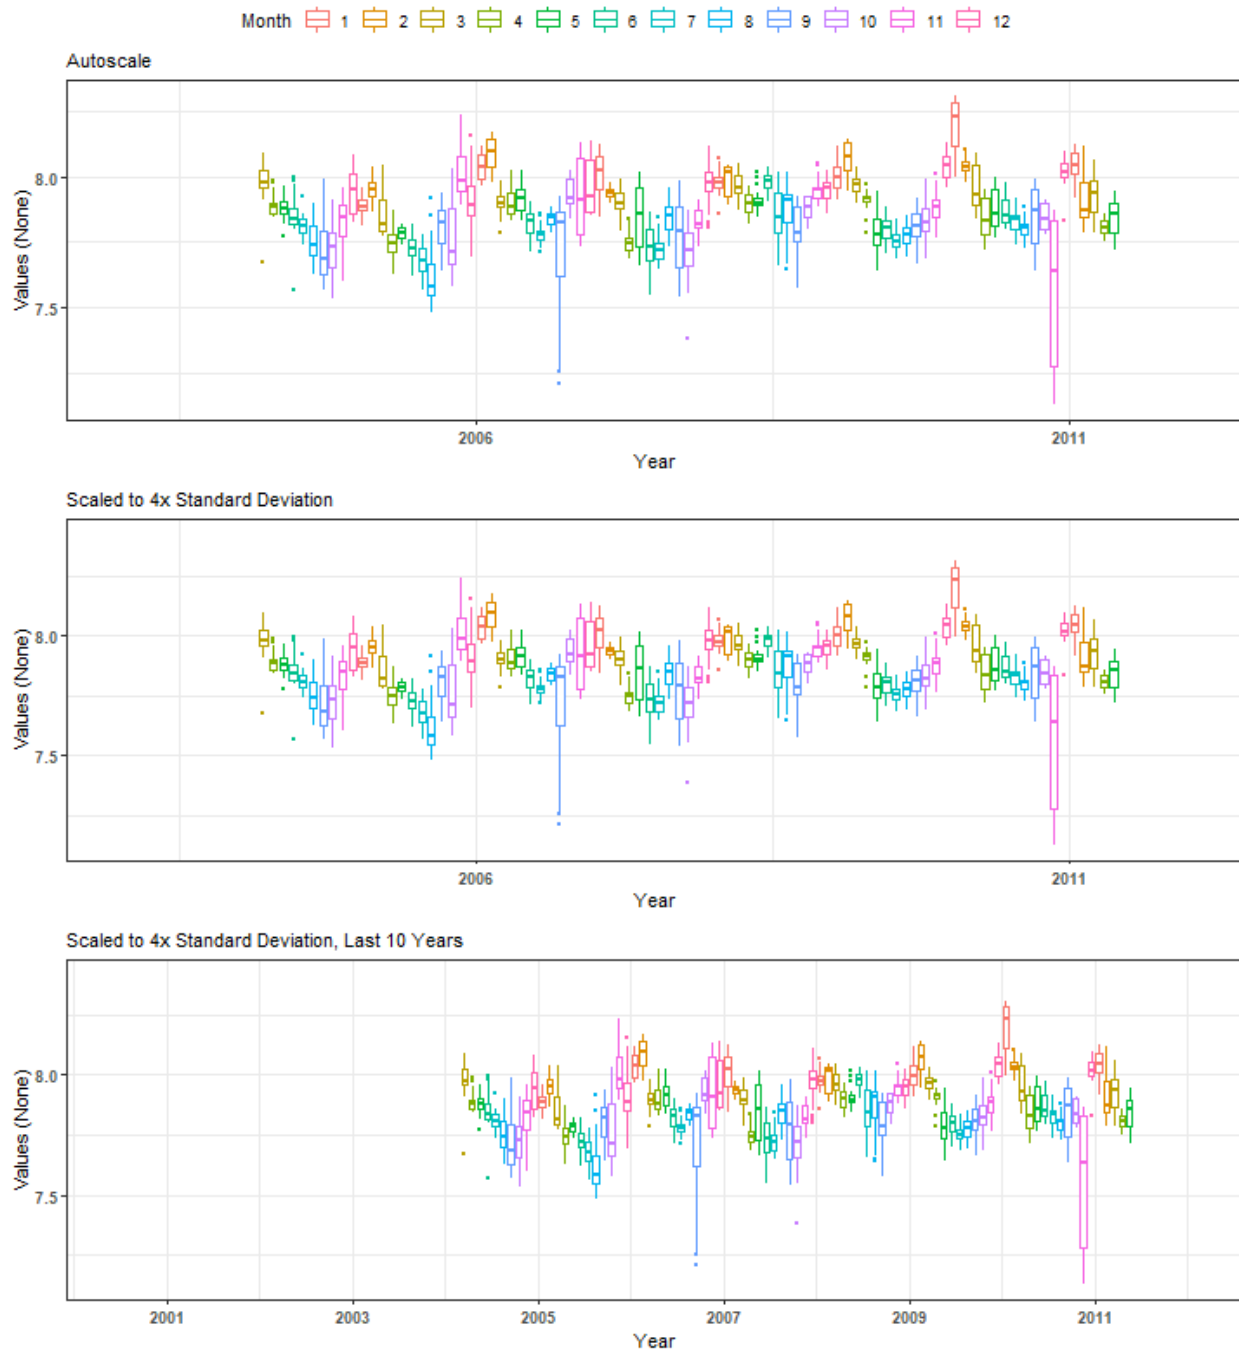 Month 1 2 3 4 5 6 7 8 9 10 11 12
Autoscale
Values (None)
8.0
7.5
2006 2011
Year
Scaled to 4x Standard Deviation
Values (None)
8.0
7.5
2006 2011
Year
Scaled to 4x Standard Deviation, Last 10 Years
Values (None)
8.0
7.5
2001 2003 2005 2007 2009 2011
Year